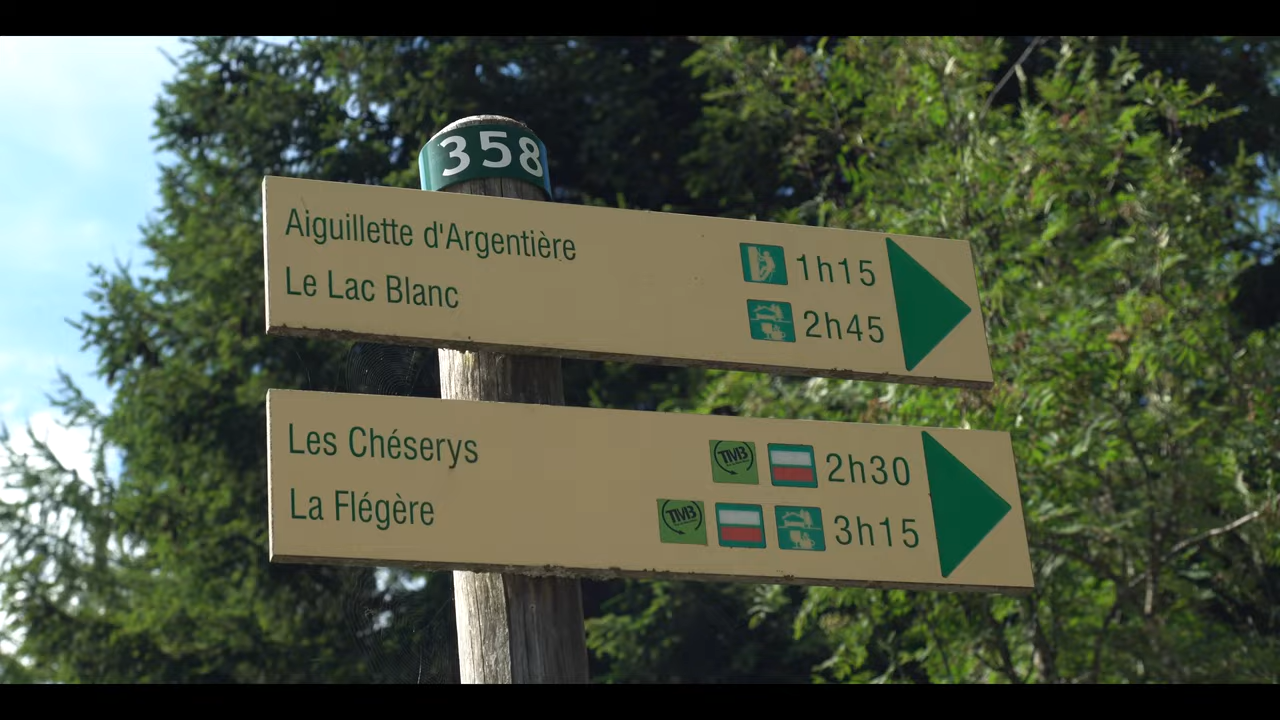 358
Aiguillette d'Argentière 1h15
Le Lac Blanc 2h45
Les Chéserys TMB 2h30
La Flégère TMB 3h15